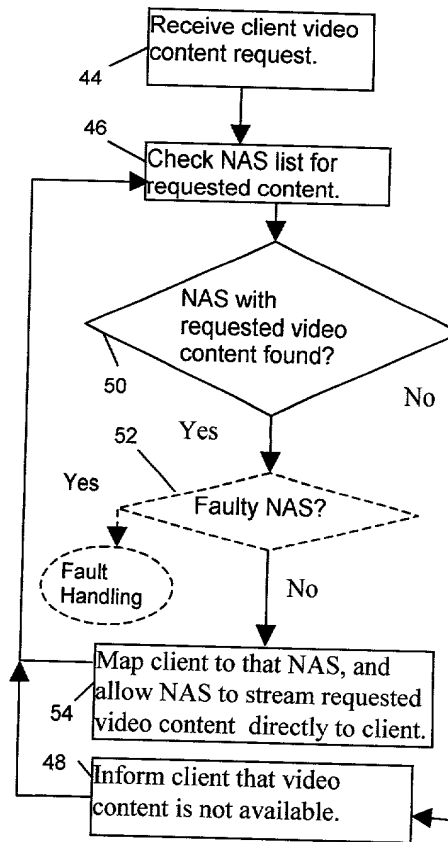 Receive client video
content request.
44
46
Check NAS list for
requested content.
NAS with
requested video
content found?
50
No
Yes
52
Yes
Faulty NAS?
Fault
Handling
No
Map client to that NAS, and
allow NAS to stream requested
video content directly to client.
54
48
Inform client that video
content is not available.